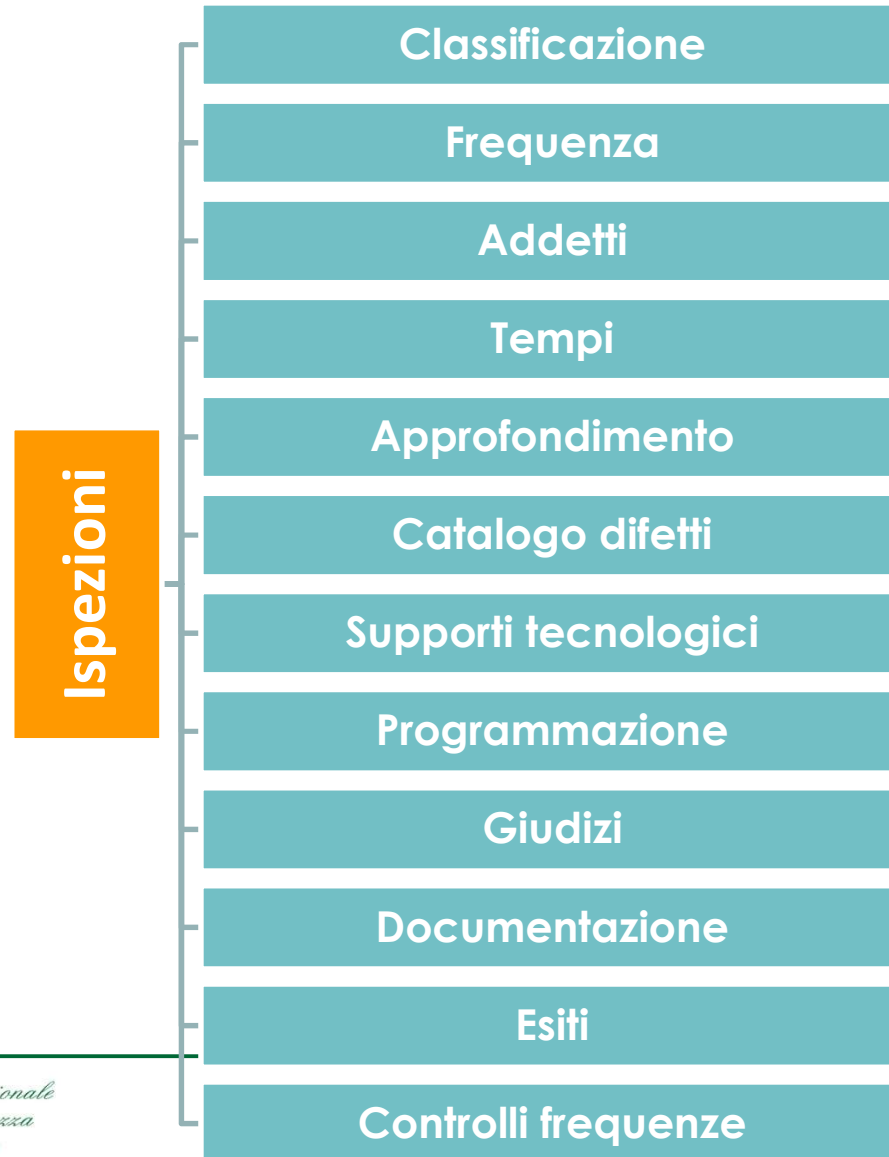 Ispezioni
Classificazione
Frequenza
Addetti
Tempi
Approfondimento
Catalogo difetti
Supporti tecnologici
Programmazione
Giudizi
Documentazione
Esiti
Controlli frequenze